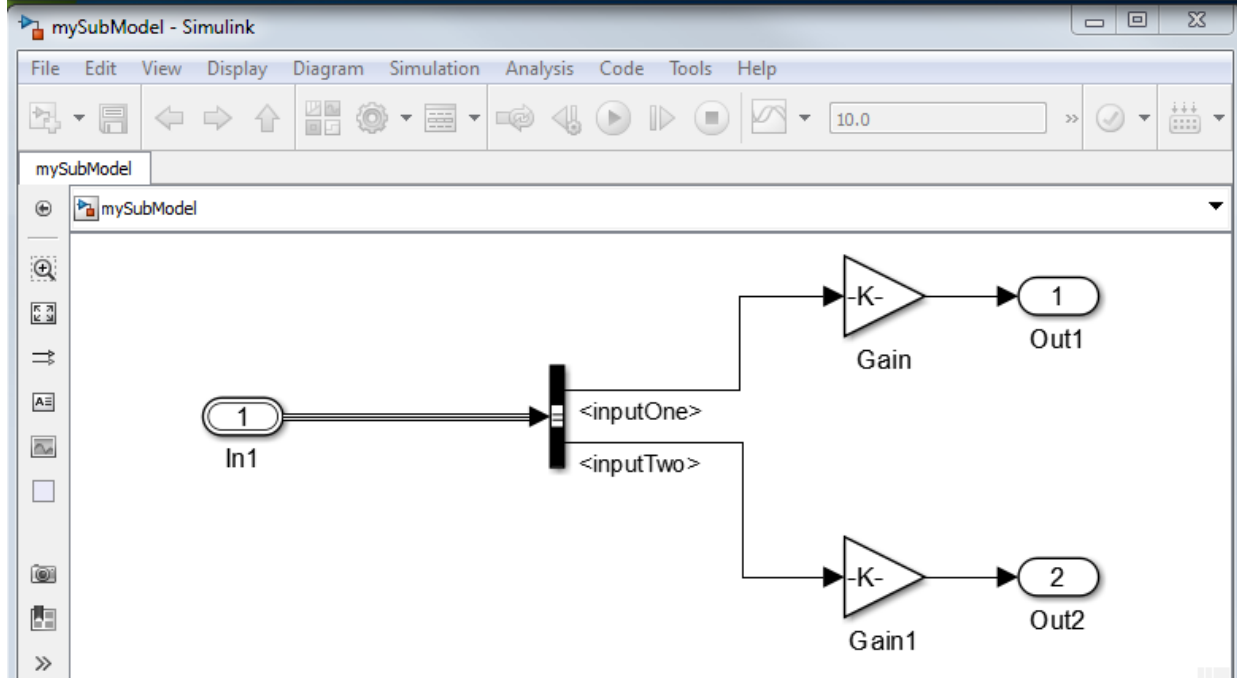 mySubModel - Simulink
File Edit View Display Diagram Simulation Analysis Code Tools Help
10.0
mySubModel
mySubModel
-K-
1
Out1
Gain
1
In1
<inputOne>
<inputTwo>
-K-
2
Out2
Gain1